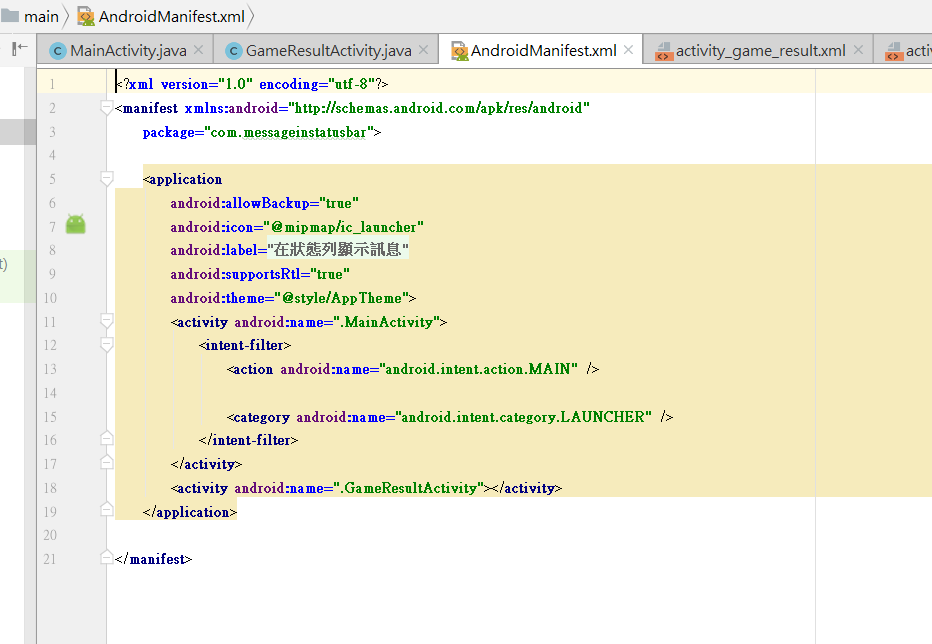 main AndroidManifest.xml
MainActivity.java GameResultActivity.java AndroidManifest.xml activity_game_result.xml acti
1 <?xml version="1.0" encoding="utf-8"?>
2 <manifest xmlns:android="http://schemas.android.com/apk/res/android"
3 package="com.messageinstatusbar">
4
5 <application
6 android:allowBackup="true"
7 android:icon="@mipmap/ic_launcher"
8 android:label="在狀態列顯示訊息"
t) 9 android:supportsRtl="true"
10 android:theme="@style/AppTheme">
11 <activity android:name=".MainActivity">
12 <intent-filter>
13 <action android:name="android.intent.action.MAIN" />
14
15 <category android:name="android.intent.category.LAUNCHER" />
16 </intent-filter>
17 </activity>
18 <activity android:name=".GameResultActivity"></activity>
19 </application>
20
21 </manifest>